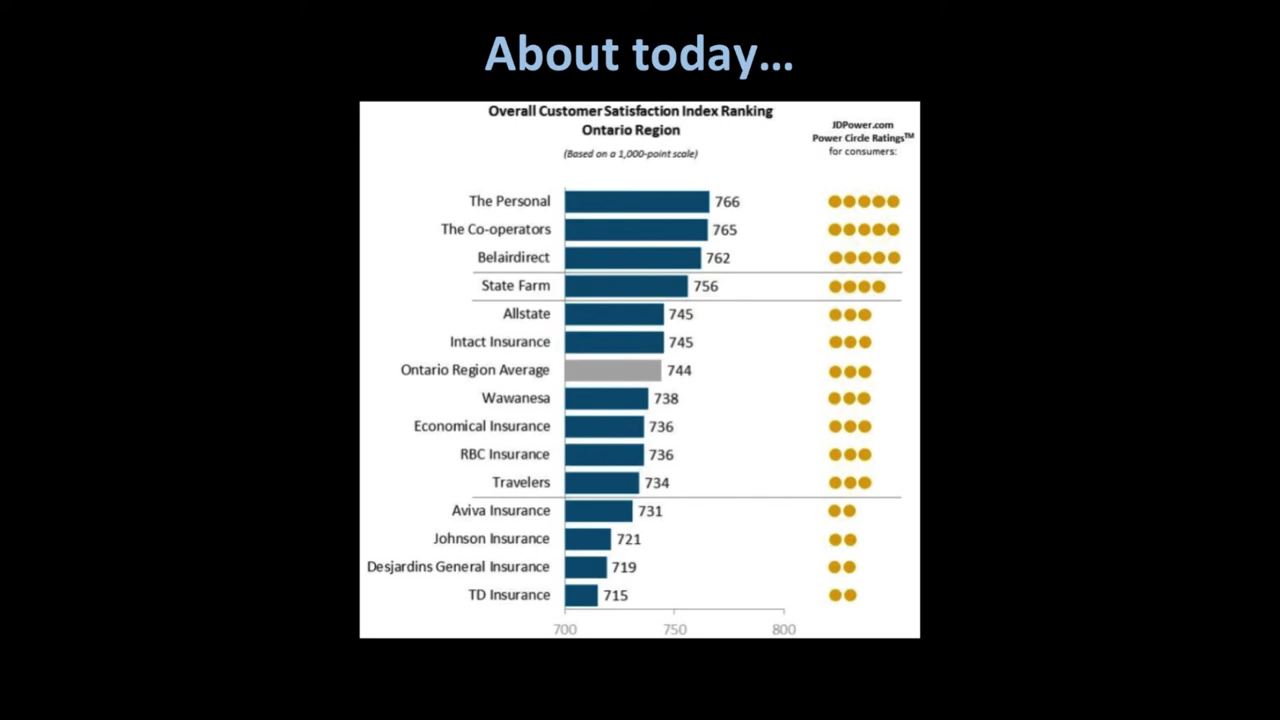 About today...
Overall Customer Satisfaction Index Ranking
Ontario Region
(Based on a 1,000-point scale)
JDPower.com
Power Circle Ratings™
for consumers:
The Personal 766
The Co-operators 765
Belairdirect 762
State Farm 756
Allstate 745
Intact Insurance 745
Ontario Region Average 744
Wawanesa 738
Economical Insurance 736
RBC Insurance 736
Travelers 734
Aviva Insurance 731
Johnson Insurance 721
Desjardins General Insurance 719
TD Insurance 715
700 750 800